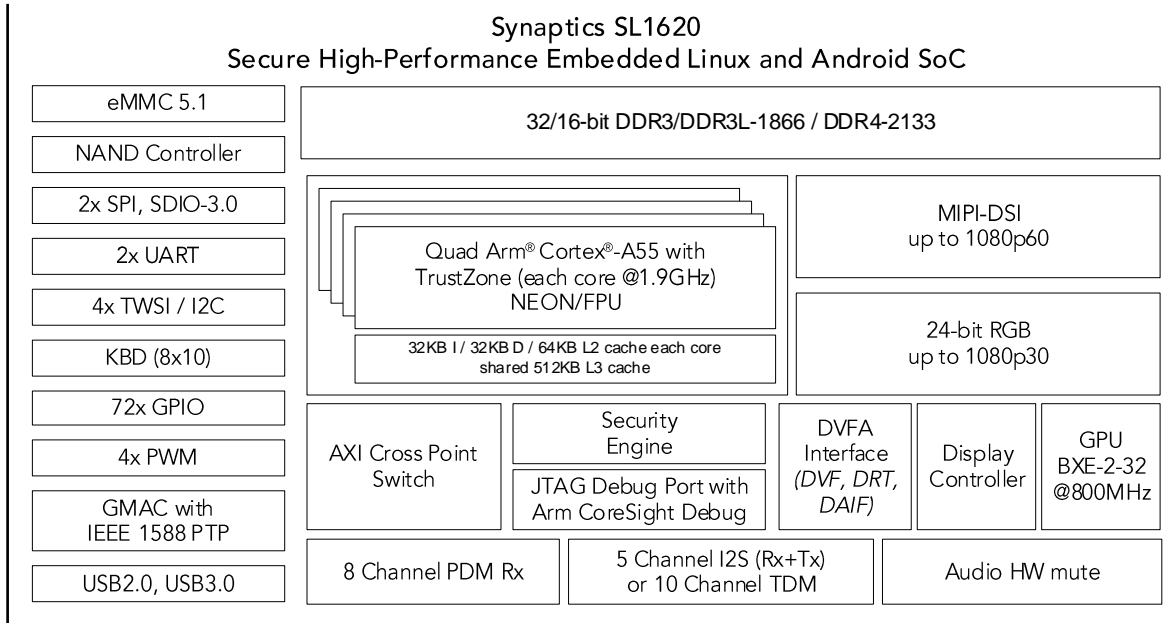 Synaptics SL1620
Secure High-Performance Embedded Linux and Android SoC
eMMC 5.1
NAND Controller
2x SPI, SDIO-3.0
2x UART
4x TWSI / I2C
KBD (8x10)
72x GPIO
4x PWM
GMAC with
IEEE 1588 PTP
USB2.0, USB3.0
32/16-bit DDR3/DDR3L-1866 / DDR4-2133
Quad Arm® Cortex®-A55 with
TrustZone (each core @1.9GHz)
NEON/FPU
32KB I / 32KB D / 64KB L2 cache each core
shared 512KB L3 cache
MIPI-DSI
up to 1080p60
24-bit RGB
up to 1080p30
AXI Cross Point
Switch
Security
Engine
JTAG Debug Port with
Arm CoreSight Debug
DVFA
Interface
(DVF, DRT,
DAIF)
Display
Controller
GPU
BXE-2-32
@800MHz
8 Channel PDM Rx
5 Channel I2S (Rx+Tx)
or 10 Channel TDM
Audio HW mute